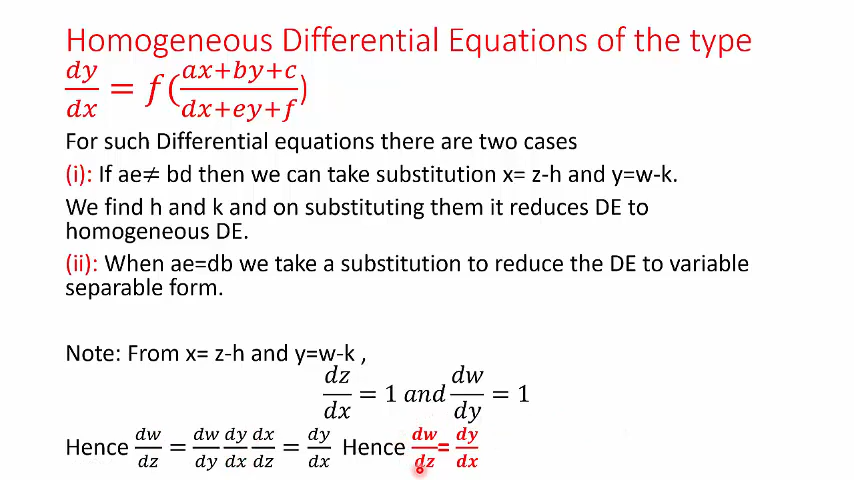 Homogeneous Differential Equations of the type
dy/dx = f(ax+by+c/dx+ey+f)
For such Differential equations there are two cases
(i): If ae≠ bd then we can take substitution x= z-h and y=w-k.
We find h and k and on substituting them it reduces DE to
homogeneous DE.
(ii): When ae=db we take a substitution to reduce the DE to variable
separable form.
Note: From x= z-h and y=w-k ,
dz/dx = 1 and dw/dy = 1
Hence dw/dz = dw/dy dy/dx dx/dz = dy/dx Hence dw/dz = dy/dx